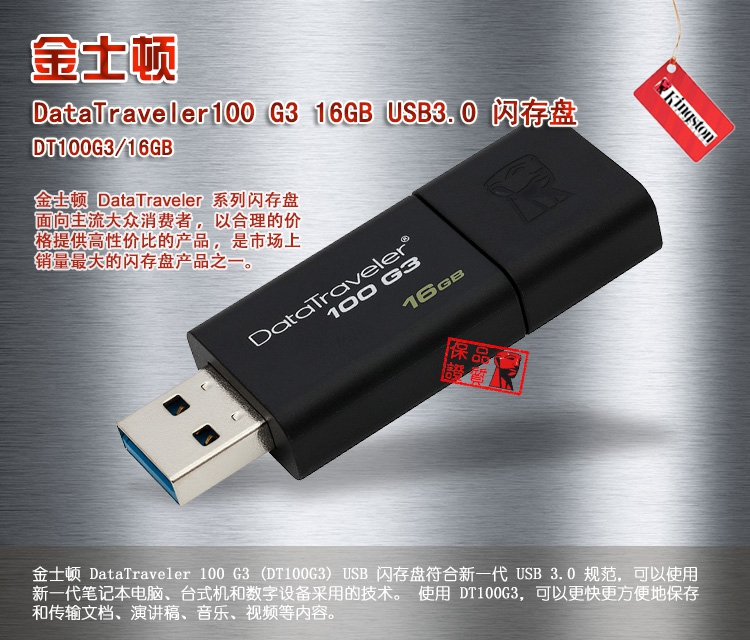 金士顿
DataTraveler100 G3 16GB USB3.0 闪存盘
DT100G3/16GB
Kingston
金士顿 DataTraveler 系列闪存盘
面向主流大众消费者，以合理的价
格提供高性价比的产品，是市场上
销量最大的闪存盘产品之一。
DataTraveler®
100 G3
16GB
保品
證質
金士顿 DataTraveler 100 G3 (DT100G3) USB 闪存盘符合新一代 USB 3.0 规范，可以使用
新一代笔记本电脑、台式机和数字设备采用的技术。 使用 DT100G3，可以更快更方便地保存
和传输文档、演讲稿、音乐、视频等内容。